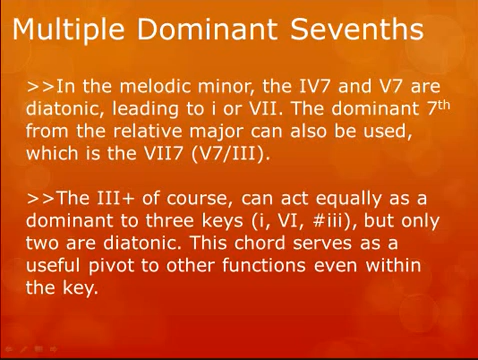 Multiple Dominant Sevenths
>>In the melodic minor, the IV7 and V7 are
diatonic, leading to i or VII. The dominant 7th
from the relative major can also be used,
which is the VII7 (V7/III).
>>The III+ of course, can act equally as a
dominant to three keys (i, VI, #iii), but only
two are diatonic. This chord serves as a
useful pivot to other functions even within
the key.